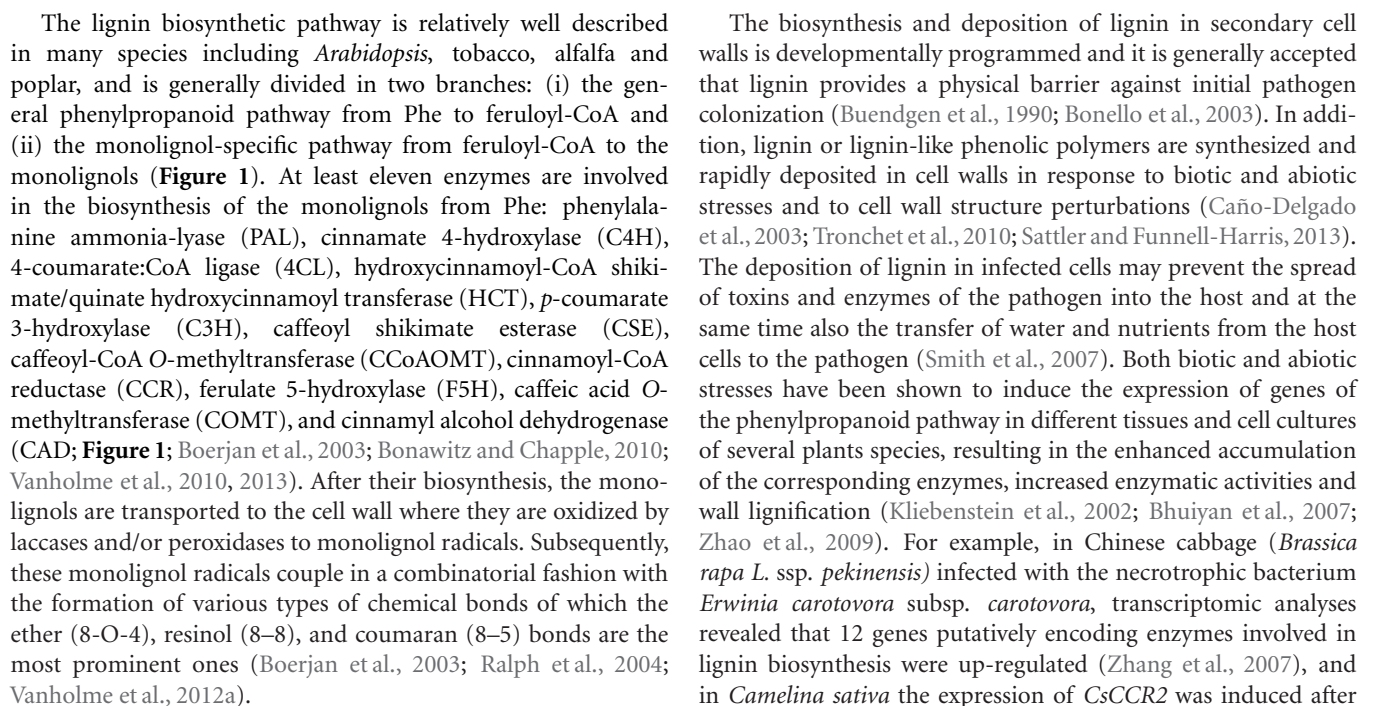 The lignin biosynthetic pathway is relatively well described
in many species including Arabidopsis, tobacco, alfalfa and
poplar, and is generally divided in two branches: (i) the gen-
eral phenylpropanoid pathway from Phe to feruloyl-CoA and
(ii) the monolignol-specific pathway from feruloyl-CoA to the
monolignols (Figure 1). At least eleven enzymes are involved
in the biosynthesis of the monolignols from Phe: phenylala-
nine ammonia-lyase (PAL), cinnamate 4-hydroxylase (C4H),
4-coumarate:CoA ligase (4CL), hydroxycinnamoyl-CoA shiki-
mate/quinate hydroxycinnamoyl transferase (HCT), p-coumarate
3-hydroxylase (C3H), caffeoyl shikimate esterase (CSE),
caffeoyl-CoA O-methyltransferase (CCoAOMT), cinnamoyl-CoA
reductase (CCR), ferulate 5-hydroxylase (F5H), caffeic acid O-
methyltransferase (COMT), and cinnamyl alcohol dehydrogenase
(CAD; Figure 1; Boerjan et al., 2003; Bonawitz and Chapple, 2010;
Vanholme et al., 2010, 2013). After their biosynthesis, the mono-
lignols are transported to the cell wall where they are oxidized by
laccases and/or peroxidases to monolignol radicals. Subsequently,
these monolignol radicals couple in a combinatorial fashion with
the formation of various types of chemical bonds of which the
ether (8-O-4), resinol (8–8), and coumaran (8–5) bonds are the
most prominent ones (Boerjan et al., 2003; Ralph et al., 2004;
Vanholme et al., 2012a).
The biosynthesis and deposition of lignin in secondary cell
walls is developmentally programmed and it is generally accepted
that lignin provides a physical barrier against initial pathogen
colonization (Buendgen et al., 1990; Bonello et al., 2003). In addi-
tion, lignin or lignin-like phenolic polymers are synthesized and
rapidly deposited in cell walls in response to biotic and abiotic
stresses and to cell wall structure perturbations (Caño-Delgado
et al., 2003; Tronchet et al., 2010; Sattler and Funnell-Harris, 2013).
The deposition of lignin in infected cells may prevent the spread
of toxins and enzymes of the pathogen into the host and at the
same time also the transfer of water and nutrients from the host
cells to the pathogen (Smith et al., 2007). Both biotic and abiotic
stresses have been shown to induce the expression of genes of
the phenylpropanoid pathway in different tissues and cell cultures
of several plants species, resulting in the enhanced accumulation
of the corresponding enzymes, increased enzymatic activities and
wall lignification (Kliebenstein et al., 2002; Bhuiyan et al., 2007;
Zhao et al., 2009). For example, in Chinese cabbage (Brassica
rapa L. ssp. pekinensis) infected with the necrotrophic bacterium
Erwinia carotovora subsp. carotovora, transcriptomic analyses
revealed that 12 genes putatively encoding enzymes involved in
lignin biosynthesis were up-regulated (Zhang et al., 2007), and
in Camelina sativa the expression of CsCCR2 was induced after